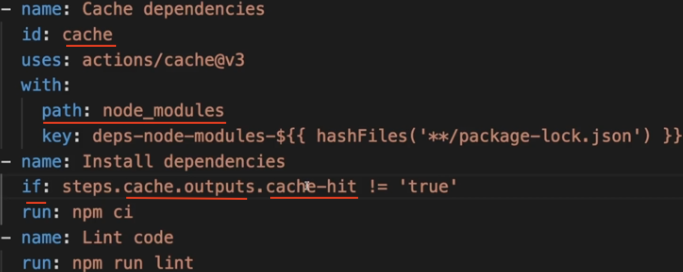 - name: Cache dependencies
id: cache
uses: actions/cache@v3
with:
path: node_modules
key: deps-node-modules-${{ hashFiles('**/package-lock.json') }}
- name: Install dependencies
if: steps.cache.outputs.cache-hit != 'true'
run: npm ci
- name: Lint code
run: npm run lint